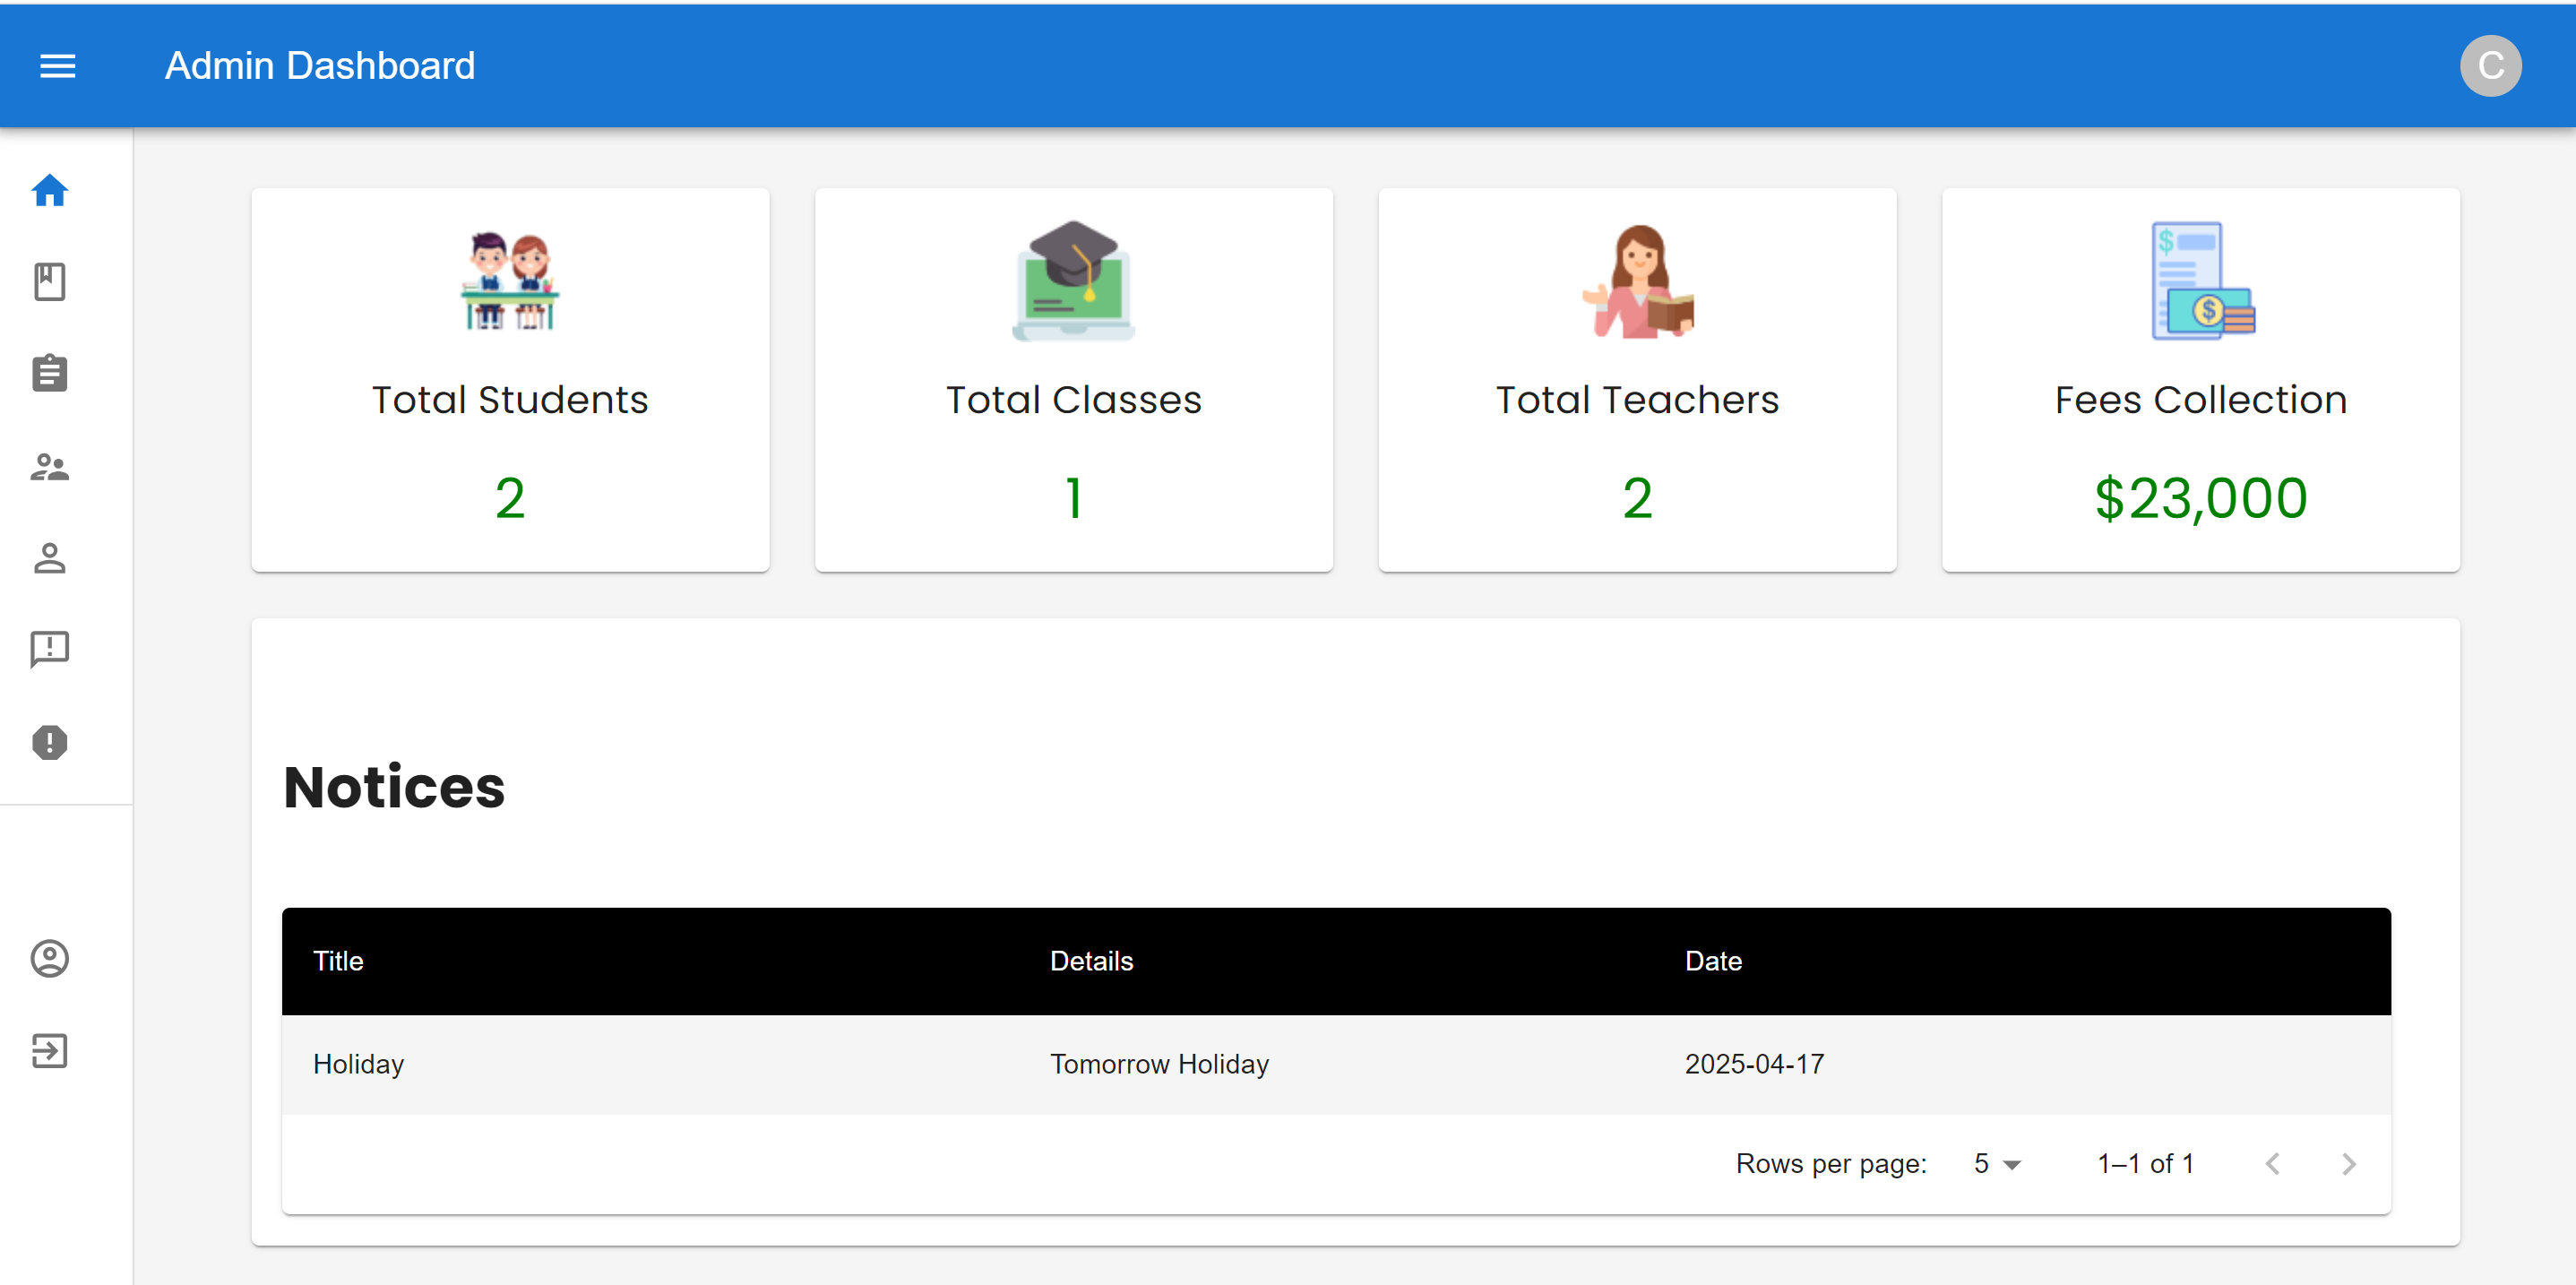 Admin Dashboard
C
Total Students
2
Total Classes
1
Total Teachers
2
Fees Collection
$23,000
Notices
Title Details Date
Holiday Tomorrow Holiday 2025-04-17
Rows per page: 5 1–1 of 1